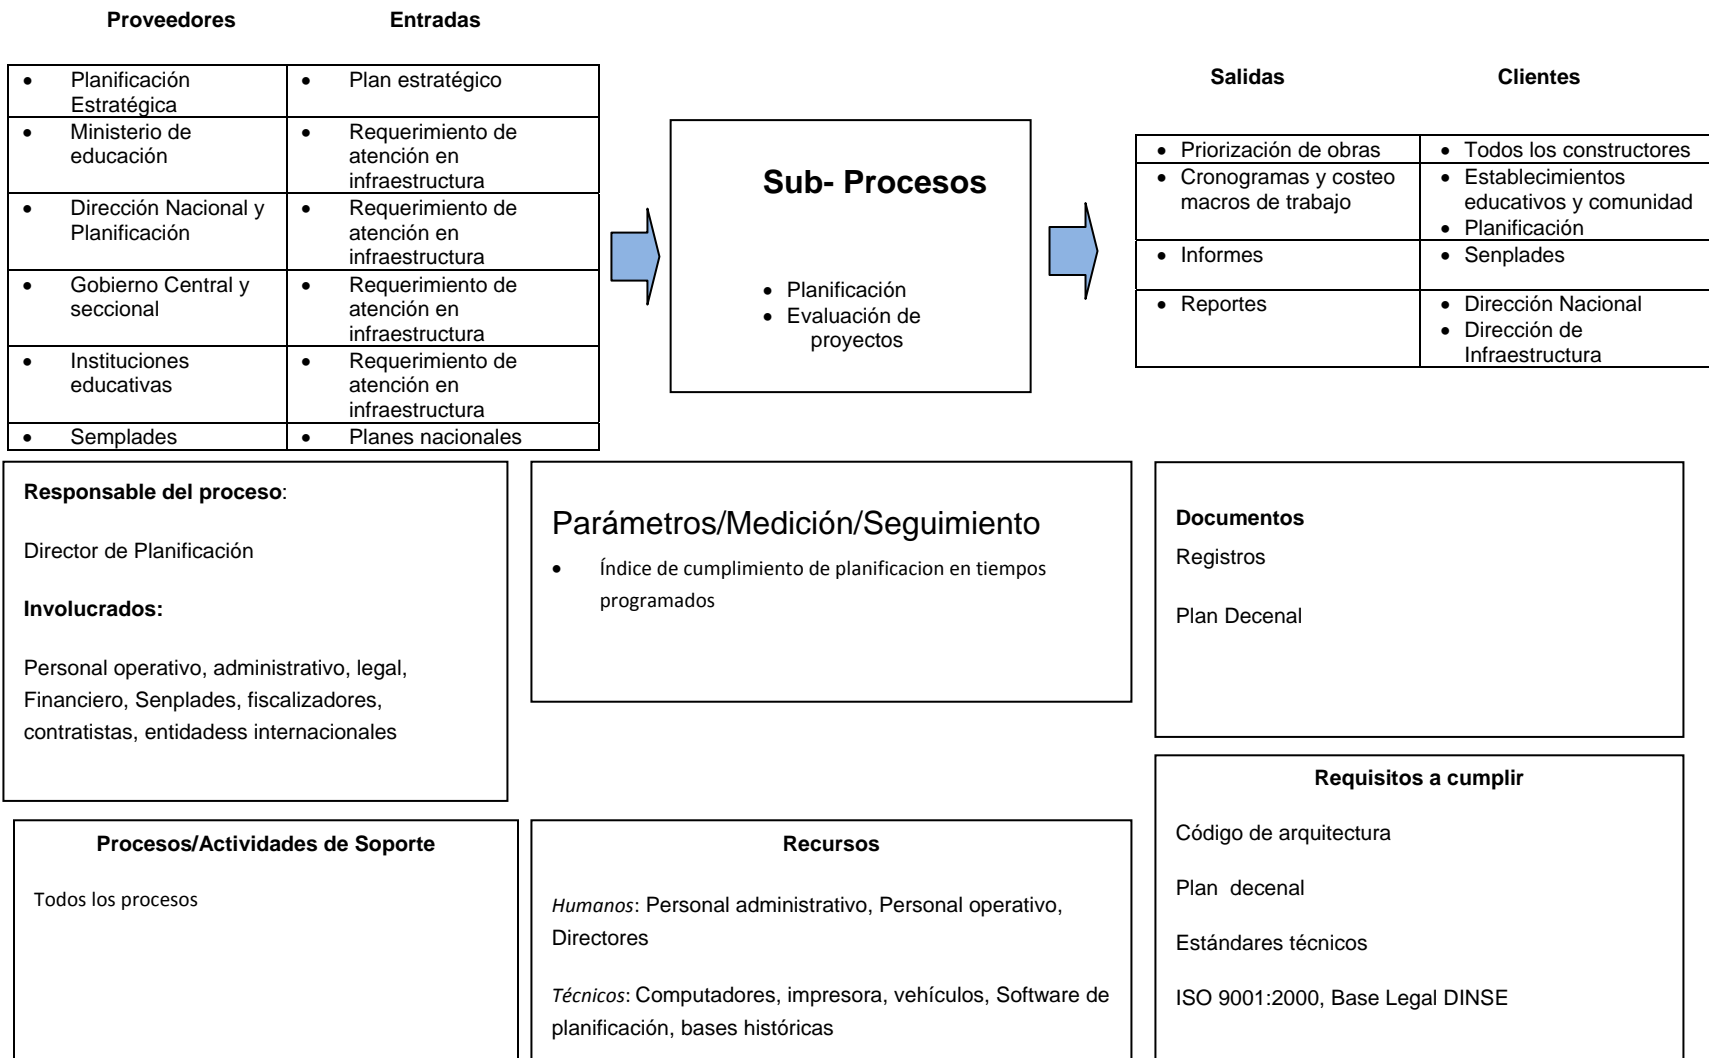 Proveedores
Entradas
• Planificación
Estratégica
• Plan estratégico
• Ministerio de
educación
• Requerimiento de
atención en
infraestructura
• Dirección Nacional y
Planificación
• Requerimiento de
atención en
infraestructura
• Gobierno Central y
seccional
• Requerimiento de
atención en
infraestructura
• Instituciones
educativas
• Requerimiento de
atención en
infraestructura
• Semplades
• Planes nacionales
Sub- Procesos
• Planificación
• Evaluación de
proyectos
Salidas
Clientes
• Priorización de obras
• Todos los constructores
• Cronogramas y costeo
macros de trabajo
• Establecimientos
educativos y comunidad
• Planificación
• Informes
• Senplades
• Reportes
• Dirección Nacional
• Dirección de
Infraestructura
Responsable del proceso:
Director de Planificación
Involucrados:
Personal operativo, administrativo, legal,
Financiero, Senplades, fiscalizadores,
contratistas, entidadess internacionales
Parámetros/Medición/Seguimiento
• Índice de cumplimiento de planificacion en tiempos
programados
Documentos
Registros
Plan Decenal
Procesos/Actividades de Soporte
Todos los procesos
Recursos
Humanos: Personal administrativo, Personal operativo,
Directores
Técnicos: Computadores, impresora, vehículos, Software de
planificación, bases históricas
Requisitos a cumplir
Código de arquitectura
Plan decenal
Estándares técnicos
ISO 9001:2000, Base Legal DINSE